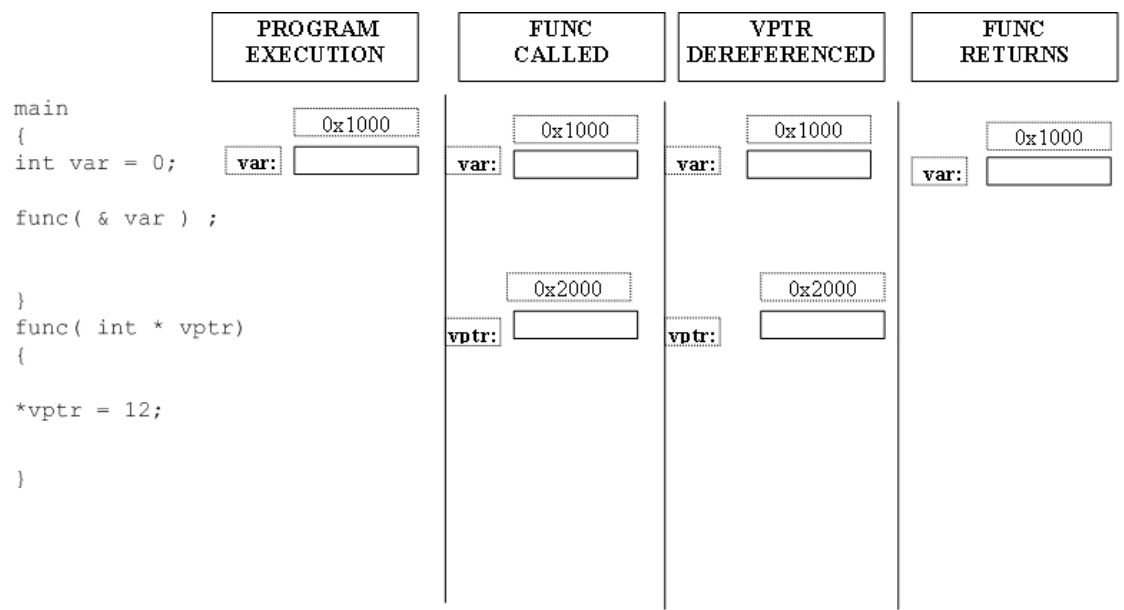 PROGRAM
EXECUTION
FUNC
CALLED
VPTR
DEREFERENCED
FUNC
RETURNS
main
{
int var = 0;
func( & var ) ;
}
func( int * vptr)
{
*vptr = 12;
}
0x1000
var:
0x1000
var:
0x2000
vptr:
0x1000
var:
0x2000
vptr:
0x1000
var: